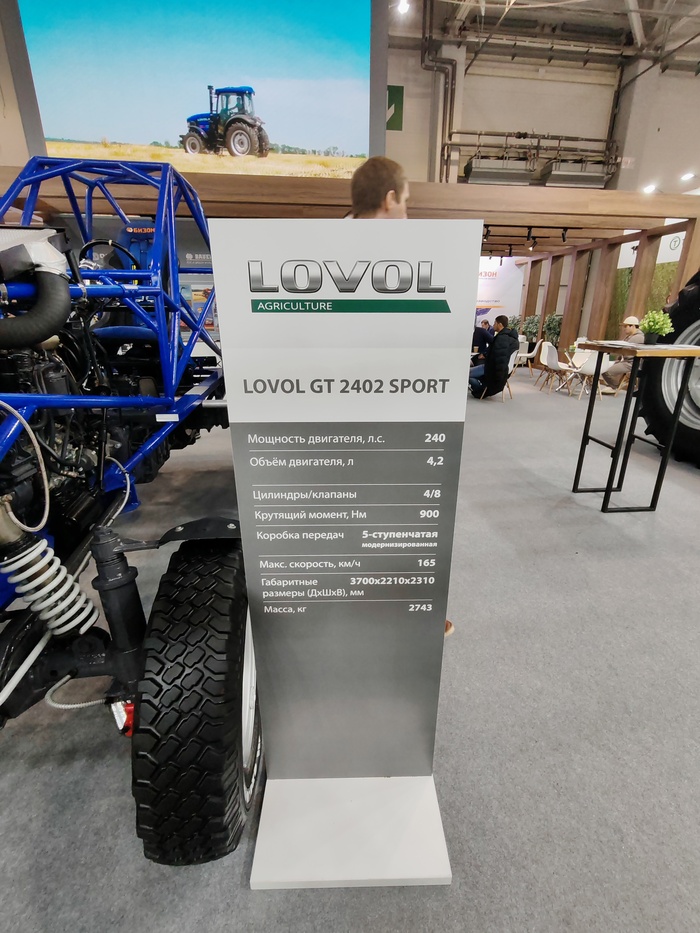 БИЗОН
LOVOL
AGRICULTURE
LOVOL GT 2402 SPORT
Мощность двигателя, л.с. 240
Объём двигателя, л 4,2
Цилиндры/клапаны 4/8
Крутящий момент, Нм 900
Коробка передач 5-ступенчатая
модернизированная
Макс. скорость, км/ч 165
Габаритные 3700х2210х2310
размеры (ДхШхВ), мм
Масса, кг 2743